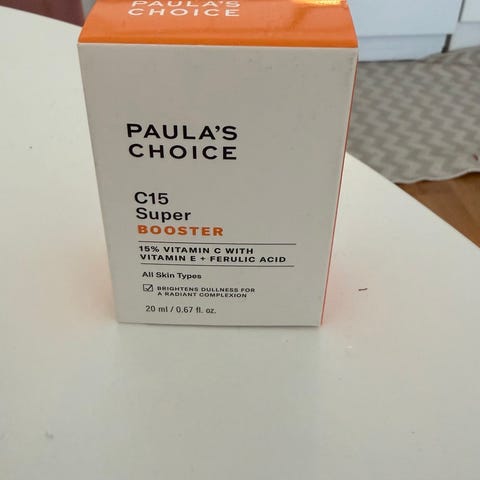 PAULA'S
CHOICE
PAULA'S
CHOICE
C15
Super
BOOSTER
15% VITAMIN C WITH
VITAMIN E + FERULIC ACID
All Skin Types
BRIGHTENS DULLNESS FOR
A RADIANT COMPLEXION
20 ml / 0.67 fl. oz.